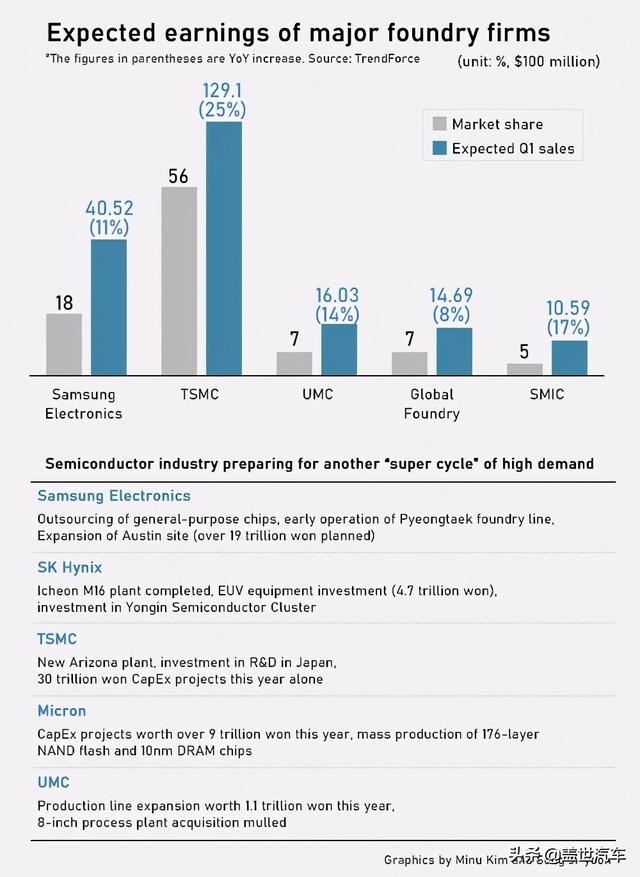 Expected earnings of major foundry firms
*The figures in parentheses are YoY increase. Source: TrendForce
(unit: %, $100 million)
Market share
Expected Q1 sales
18
40.52
(11%)
56
129.1
(25%)
7
16.03
(14%)
7
14.69
(8%)
5
10.59
(17%)
Samsung
Electronics
TSMC
UMC
Global
Foundry
SMIC
Semiconductor industry preparing for another “super cycle” of high demand
Samsung Electronics
Outsourcing of general-purpose chips, early operation of Pyeongtaek foundry line,
Expansion of Austin site (over 19 trillion won planned)
SK Hynix
Icheon M16 plant completed, EUV equipment investment (4.7 trillion won),
investment in Yongin Semiconductor Cluster
TSMC
New Arizona plant, investment in R&D in Japan,
30 trillion won CapEx projects this year alone
Micron
CapEx projects worth over 9 trillion won this year, mass production of 176-layer
NAND flash and 10nm DRAM chips
UMC
Production line expansion worth 1.1 trillion won this year,
8-inch process plant acquisition mulled
Graphics by Minu Kim
头条 @盖世汽车